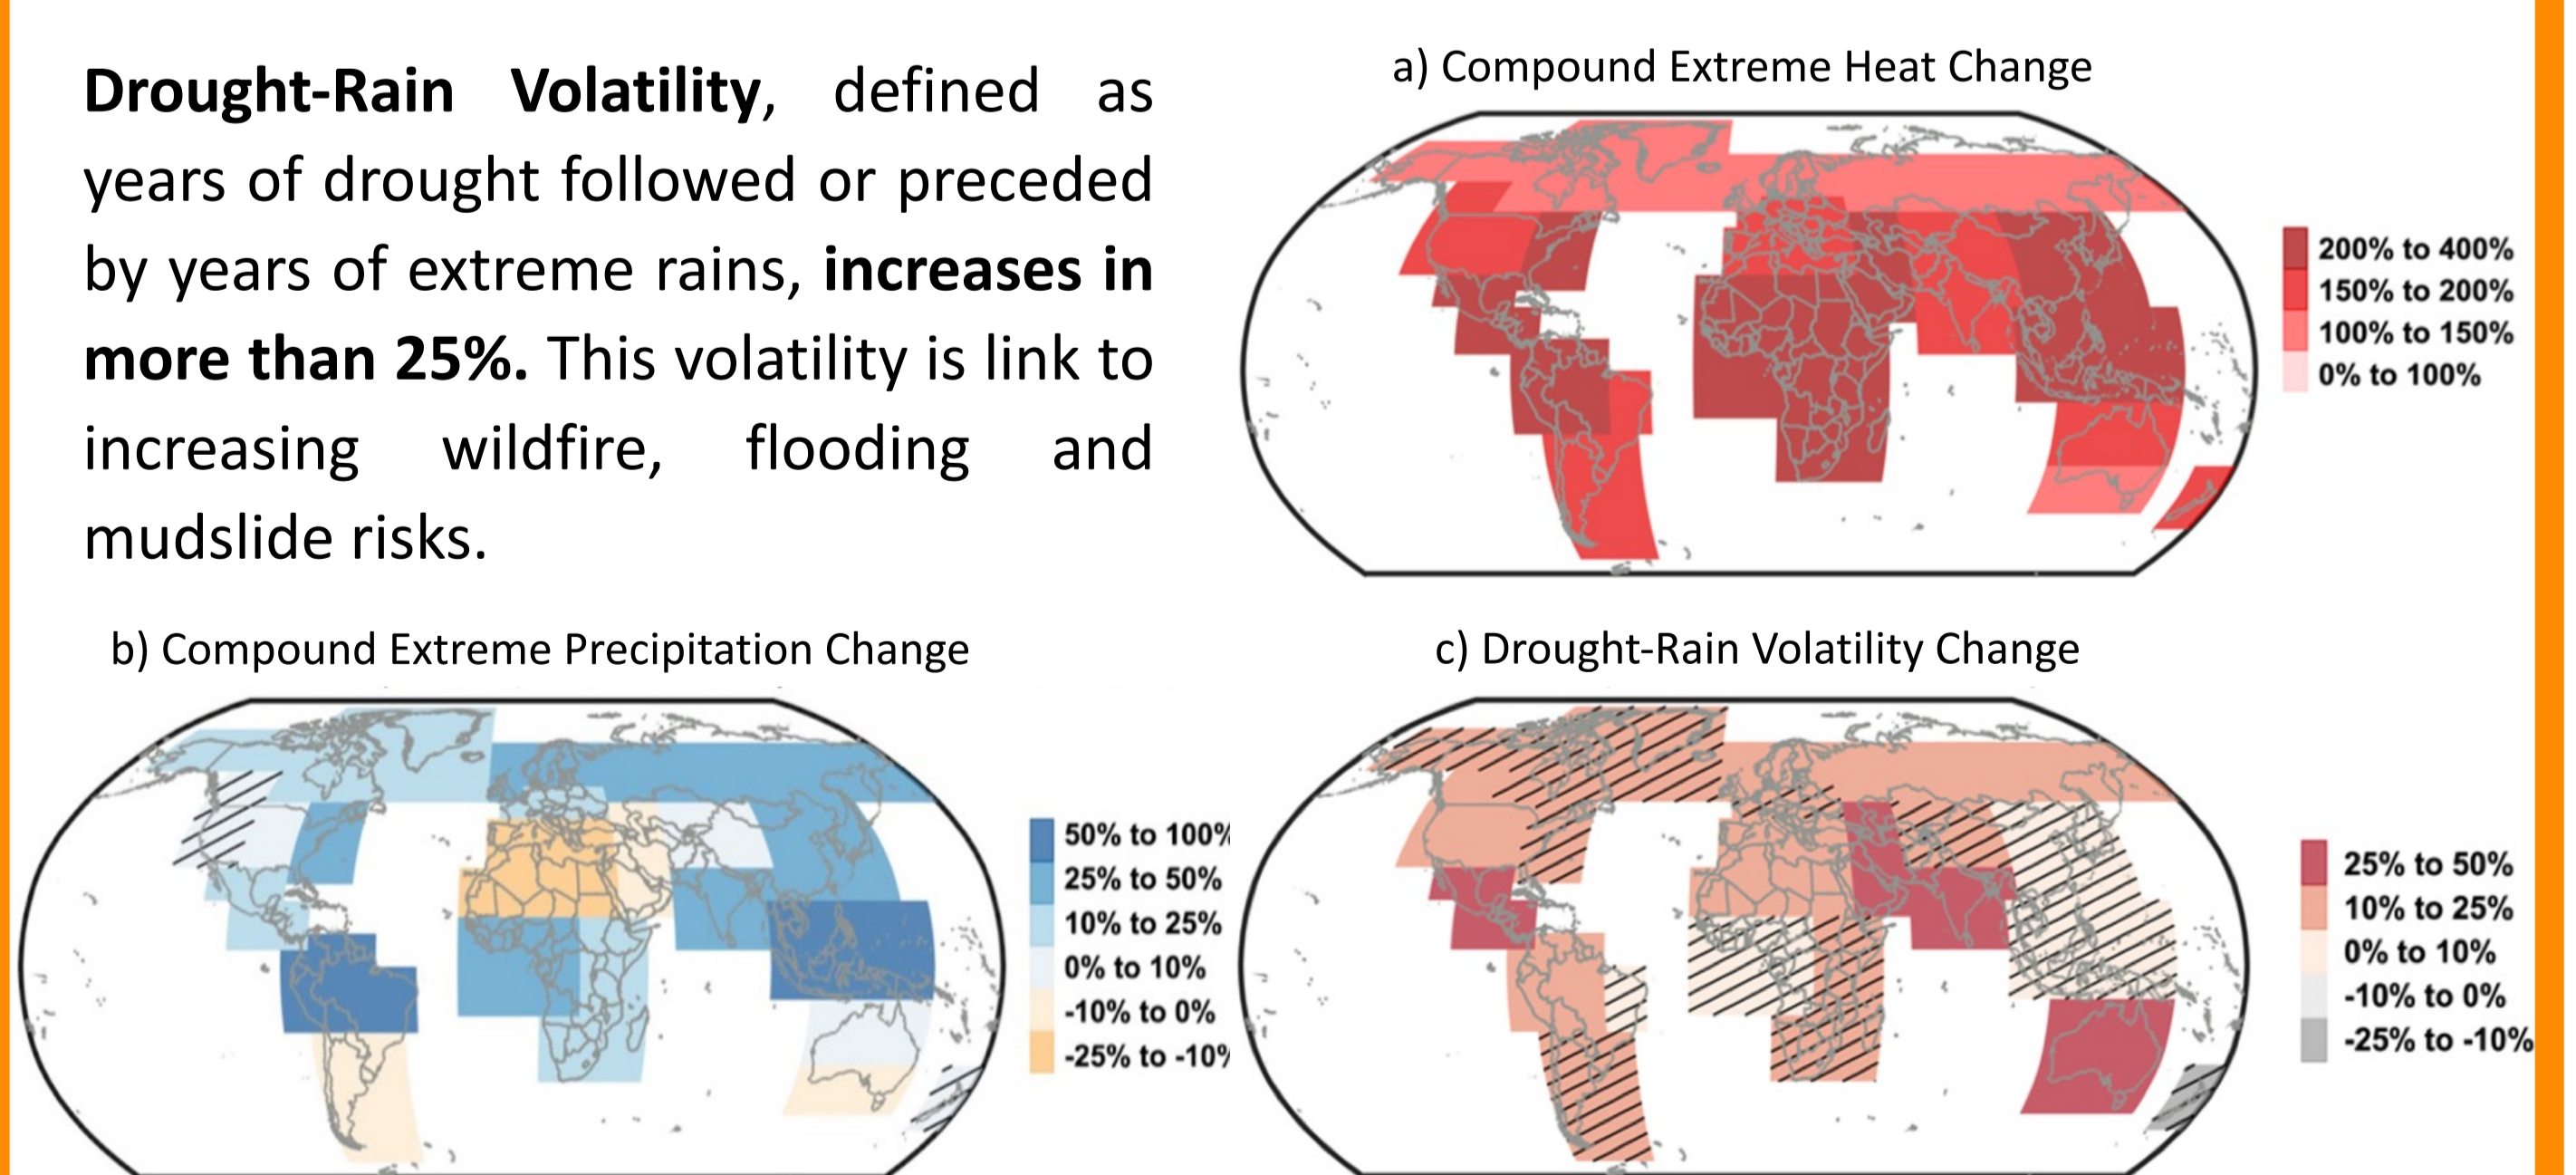 Drought-Rain Volatility, defined as
years of drought followed or preceded
by years of extreme rains, increases in
more than 25%. This volatility is link to
increasing wildfire, flooding and
mudslide risks.
a) Compound Extreme Heat Change
200% to 400%
150% to 200%
100% to 150%
0% to 100%
b) Compound Extreme Precipitation Change
50% to 100%
25% to 50%
10% to 25%
0% to 10%
-10% to 0%
-25% to -10%
c) Drought-Rain Volatility Change
25% to 50%
10% to 25%
0% to 10%
-10% to 0%
-25% to -10%